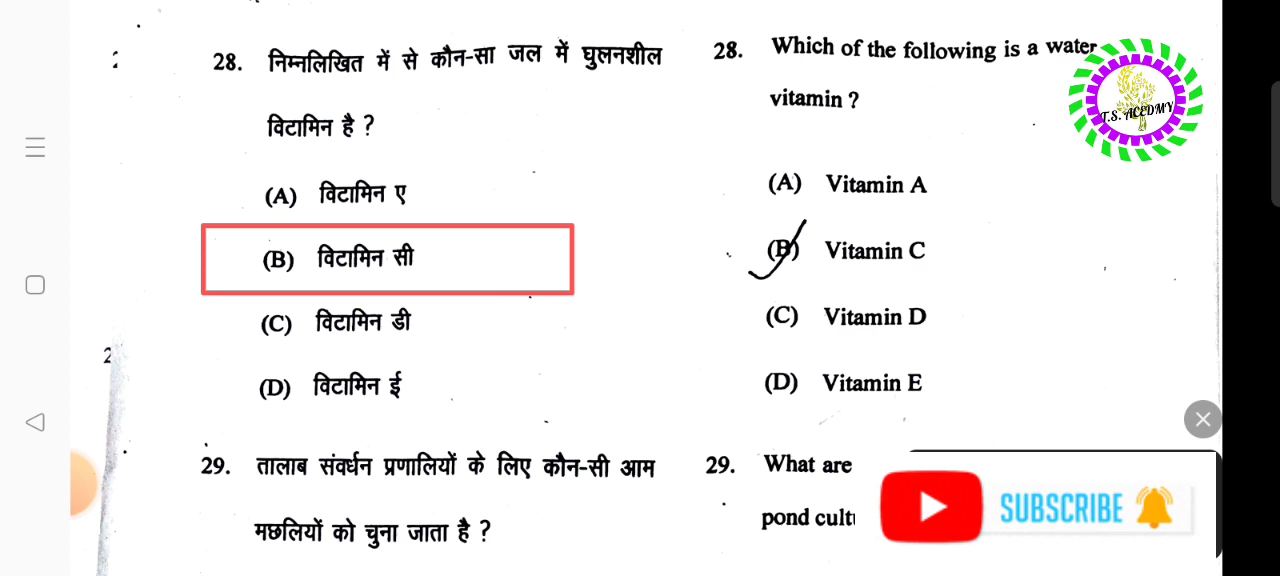 28. निम्नलिखित में से कौन-सा जल में घुलनशील
विटामिन है ?
(A) विटामिन ए
(B) विटामिन सी
(C) विटामिन डी
(D) विटामिन ई
29. तालाब संवर्धन प्रणालियों के लिए कौन-सी आम
मछलियों को चुना जाता है ?
28. Which of the following is a water
vitamin ?
(A) Vitamin A
(B) Vitamin C
(C) Vitamin D
(D) Vitamin E
29. What are
pond
T.S. ACEDMY
SUBSCRIBE